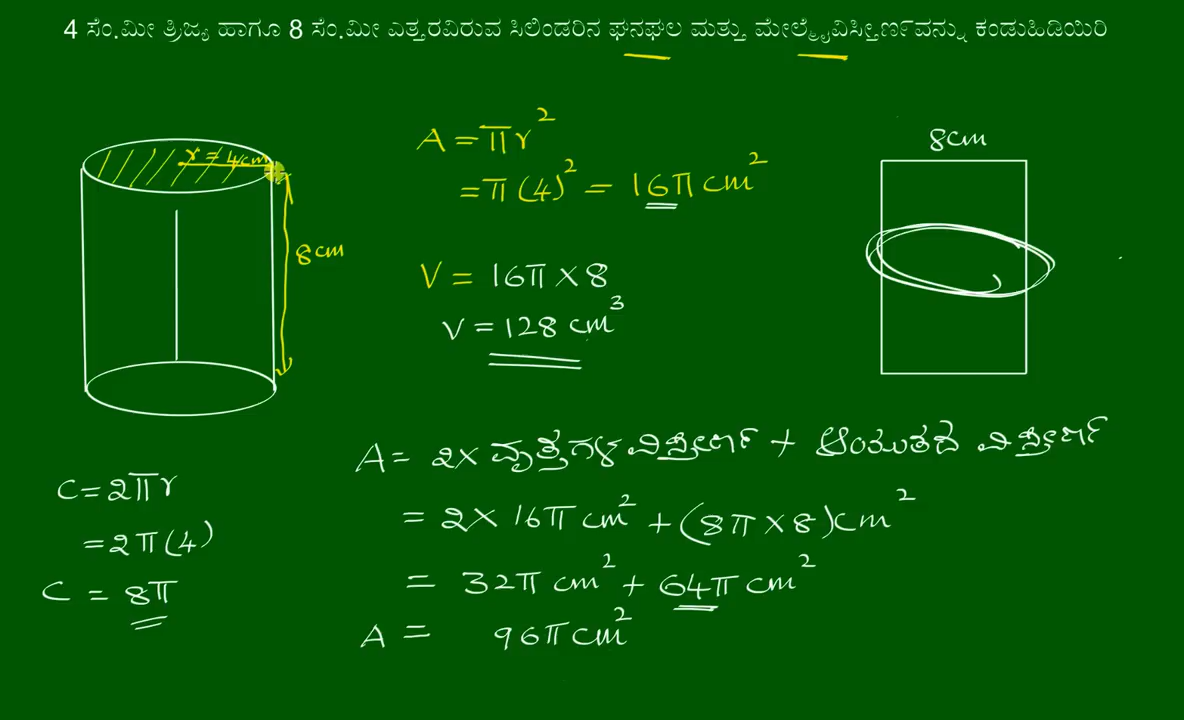 4 ಸೆಂ.ಮೀ ತ್ರಿಜ್ಯ ಹಾಗೂ 8 ಸೆಂ.ಮೀ ಎತ್ತರವಿರುವ ಸಿಲಿಂಡರಿನ ಘನಫಲ ಮತ್ತು ಮೇಲ್ಮೈವಿಸ್ತೀರ್ಣವನ್ನು ಕಂಡುಹಿಡಿಯಿರಿ
r = 4cm
8cm
A = πr²
= π(4)² = 16π cm²
V = 16π × 8
V = 128 cm³
8cm
C = 2πr
= 2π(4)
C = 8π
A = 2× ವೃತ್ತಗಳ ವಿಸ್ತೀರ್ಣ + ಆಯತದ ವಿಸ್ತೀರ್ಣ
= 2× 16π cm² + (8π × 8)cm²
= 32π cm² + 64π cm²
A = 96π cm²